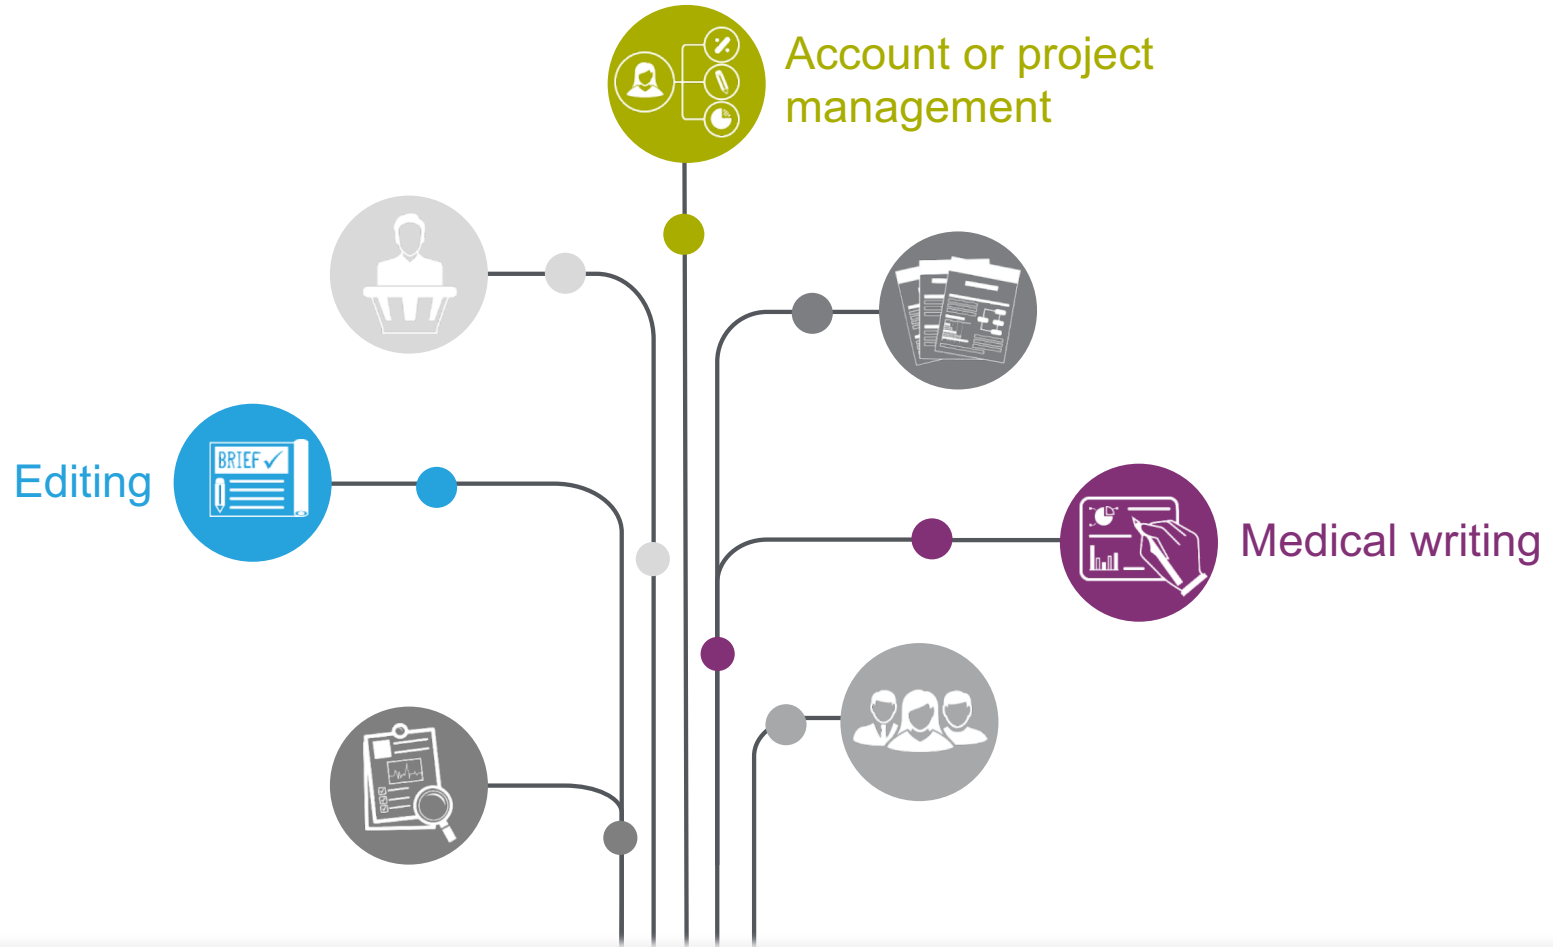 Account or project
management
Editing
BRIEF
Medical writing